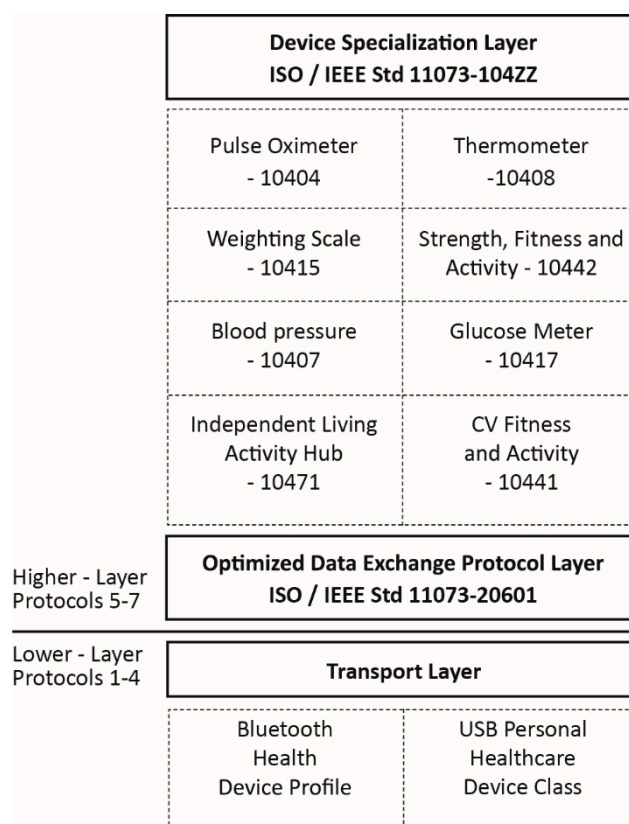 Device Specialization Layer
ISO / IEEE Std 11073-104ZZ
Pulse Oximeter
- 10404
Thermometer
-10408
Weighting Scale
- 10415
Strength, Fitness and
Activity - 10442
Blood pressure
- 10407
Glucose Meter
- 10417
Independent Living
Activity Hub
- 10471
CV Fitness
and Activity
- 10441
Higher - Layer
Protocols 5-7
Optimized Data Exchange Protocol Layer
ISO / IEEE Std 11073-20601
Lower - Layer
Protocols 1-4
Transport Layer
Bluetooth
Health
Device Profile
USB Personal
Healthcare
Device Class